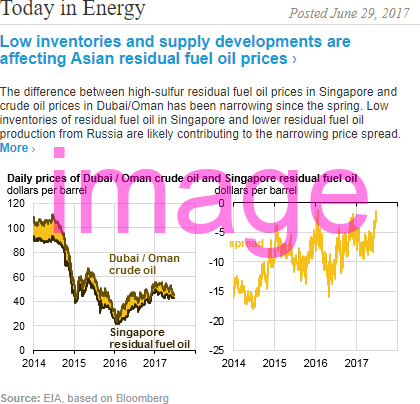 Today in Energy
Posted June 29, 2017
Low inventories and supply developments are
affecting Asian residual fuel oil prices ›
The difference between high-sulfur residual fuel oil prices in Singapore and
crude oil prices in Dubai/Oman has been narrowing since the spring. Low
inventories of residual fuel oil in Singapore and lower residual fuel oil
production from Russia are likely contributing to the narrowing price spread.
More ›
image
Daily prices of Dubai / Oman crude oil and Singapore residual fuel oil
dollars per barrel
dollars per barrel
120
100
80
60
40
20
0
Dubai / Oman
crude oil
Singapore
residual fuel oil
2014 2015 2016 2017
0
-5
-10
-15
-20
-25
spread
2014 2015 2016 2017
Source: EIA, based on Bloomberg